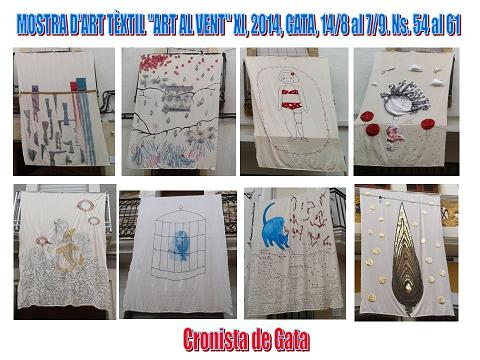 MOSTRA D'ART TÈXTIL "ART AL VENT" XI, 2014, GATA, 14/8 al 7/9. Ns. 54 al 61
Cronista de Gata